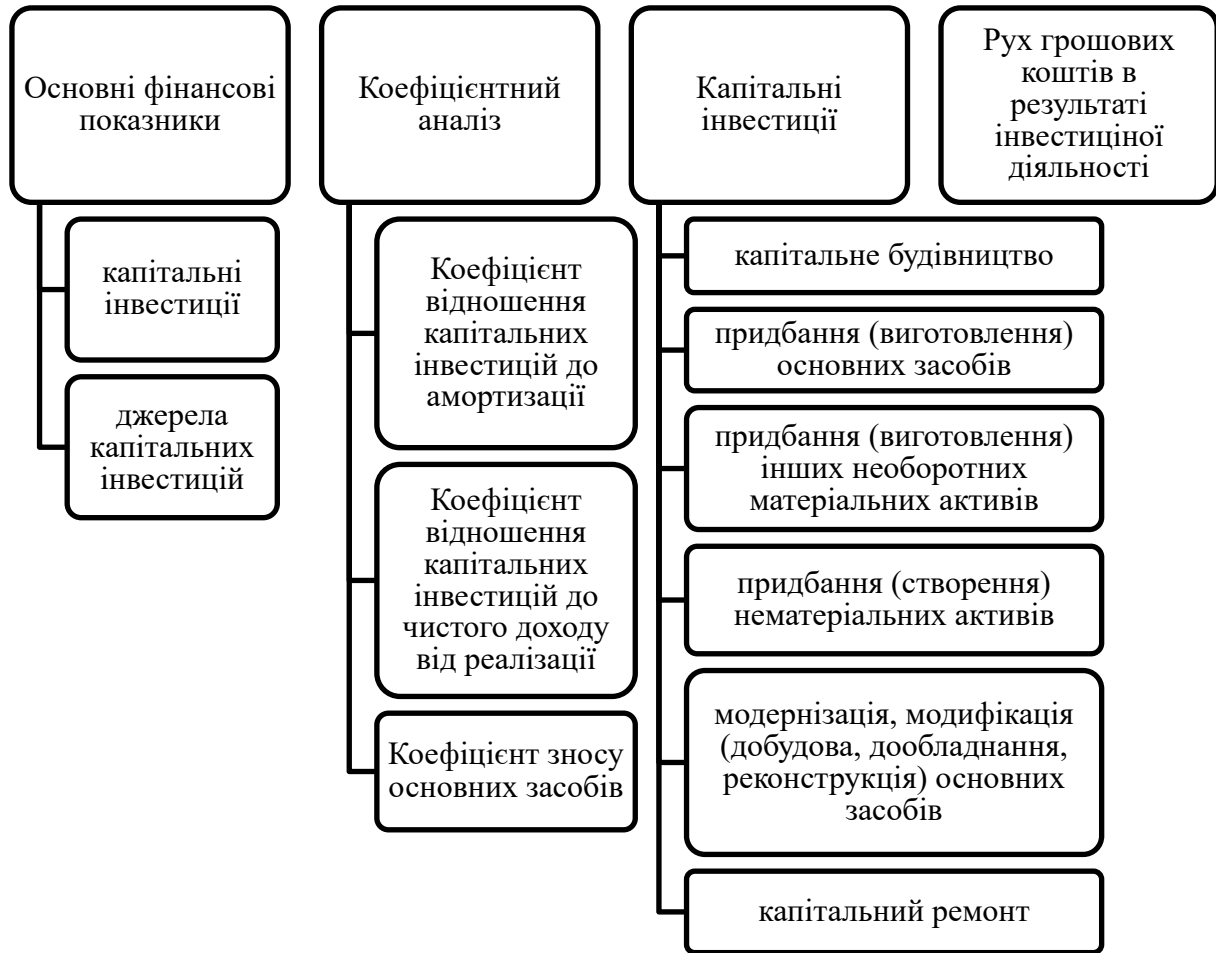 Основні фінансові
показники
капітальні
інвестиції
джерела
капітальних
інвестицій
Коефіцієнтний
аналіз
Коефіцієнт
відношення
капітальних
інвестицій до
амортизації
Коефіцієнт
відношення
капітальних
інвестицій до
чистого доходу
від реалізації
Коефіцієнт зносу
основних засобів
Капітальні
інвестиції
капітальне будівництво
придбання (виготовлення)
основних засобів
придбання (виготовлення)
інших необоротних
матеріальних активів
придбання (створення)
нематеріальних активів
модернізація, модифікація
(добудова, дообладнання,
реконструкція) основних
засобів
капітальний ремонт
Рух грошових
коштів в
результаті
інвестиціної
діяльності